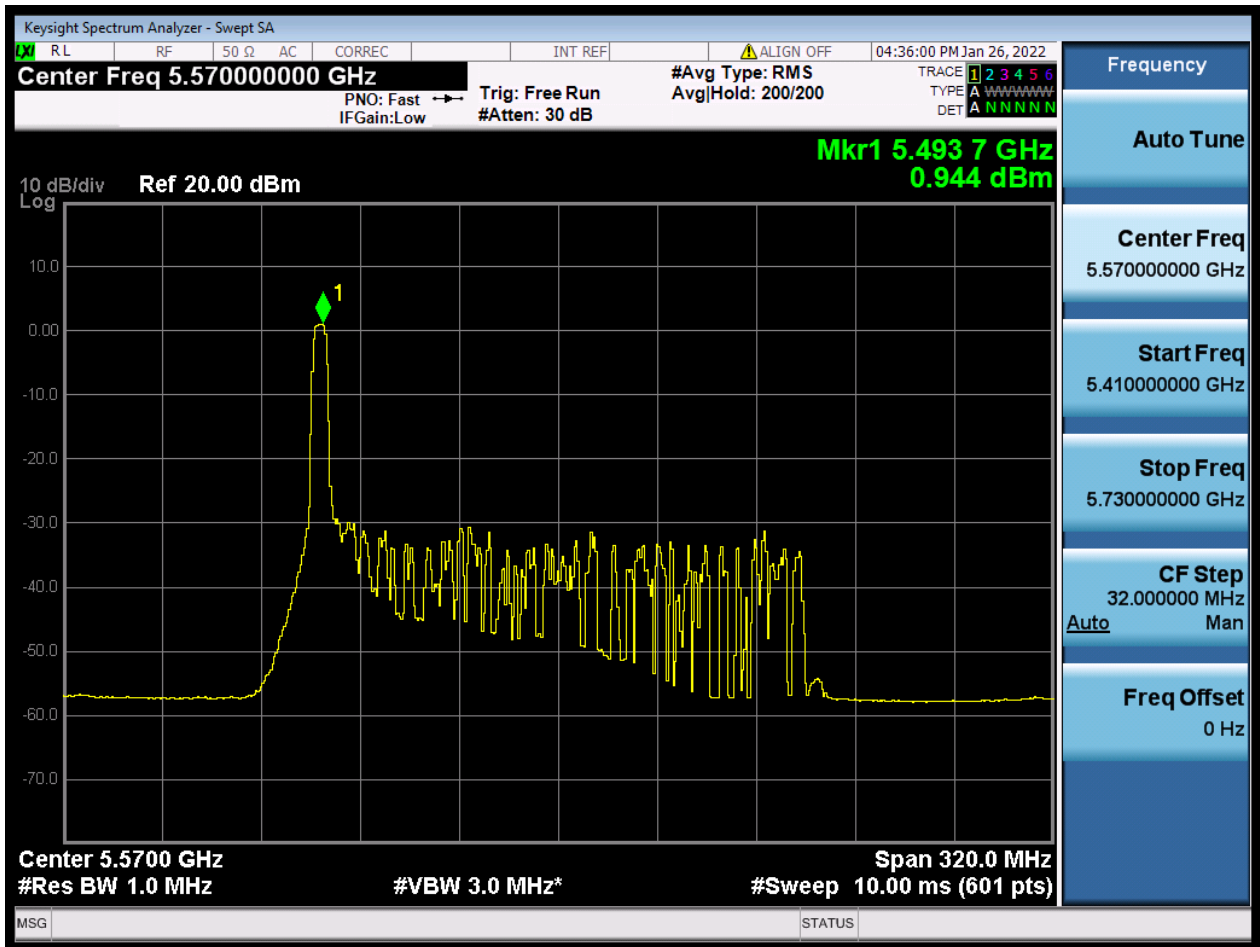 Keysight Spectrum Analyzer - Swept SA
LXI RL RF 50 Ω AC CORREC INT REF ALIGN OFF 04:36:00 PM Jan 26, 2022
Center Freq 5.570000000 GHz
PNO: Fast
IFGain:Low
Trig: Free Run
#Atten: 30 dB
#Avg Type: RMS
Avg|Hold: 200/200
TRACE 1 2 3 4 5 6
TYPE A WWWWW
DET A N N N N N
Mkr1 5.493 7 GHz
0.944 dBm
10 dB/div Ref 20.00 dBm
Log
10.0
0.00
-10.0
-20.0
-30.0
-40.0
-50.0
-60.0
-70.0
1
Center 5.5700 GHz Span 320.0 MHz
#Res BW 1.0 MHz #VBW 3.0 MHz* #Sweep 10.00 ms (601 pts)
MSG STATUS
Frequency
Auto Tune
Center Freq
5.570000000 GHz
Start Freq
5.410000000 GHz
Stop Freq
5.730000000 GHz
CF Step
32.000000 MHz
Auto Man
Freq Offset
0 Hz